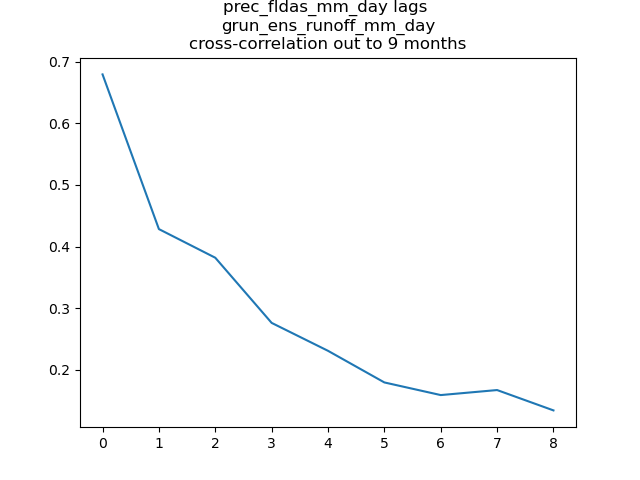 prec_fldas_mm_day lags
grun_ens_runoff_mm_day
cross-correlation out to 9 months
0.7
0.6
0.5
0.4
0.3
0.2
0 1 2 3 4 5 6 7 8